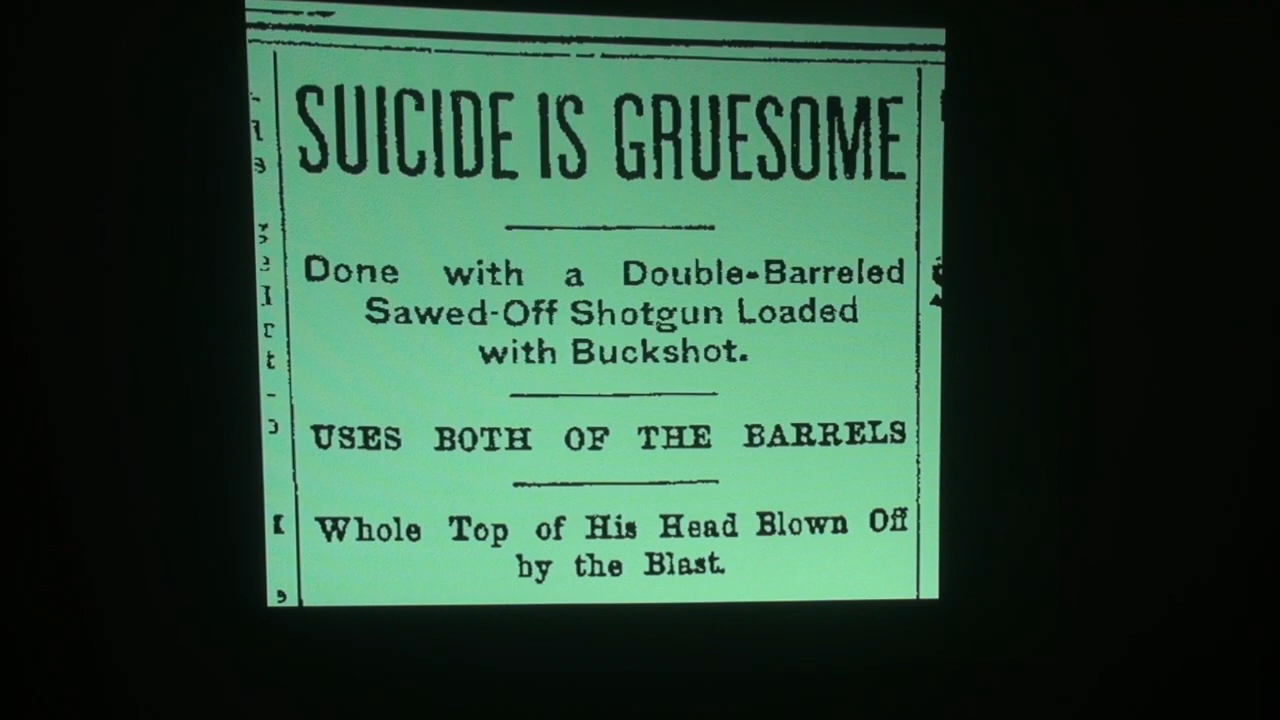 SUICIDE IS GRUESOME
Done with a Double-Barreled
Sawed-Off Shotgun Loaded
with Buckshot.
USES BOTH OF THE BARRELS
Whole Top of His Head Blown Off
by the Blast.